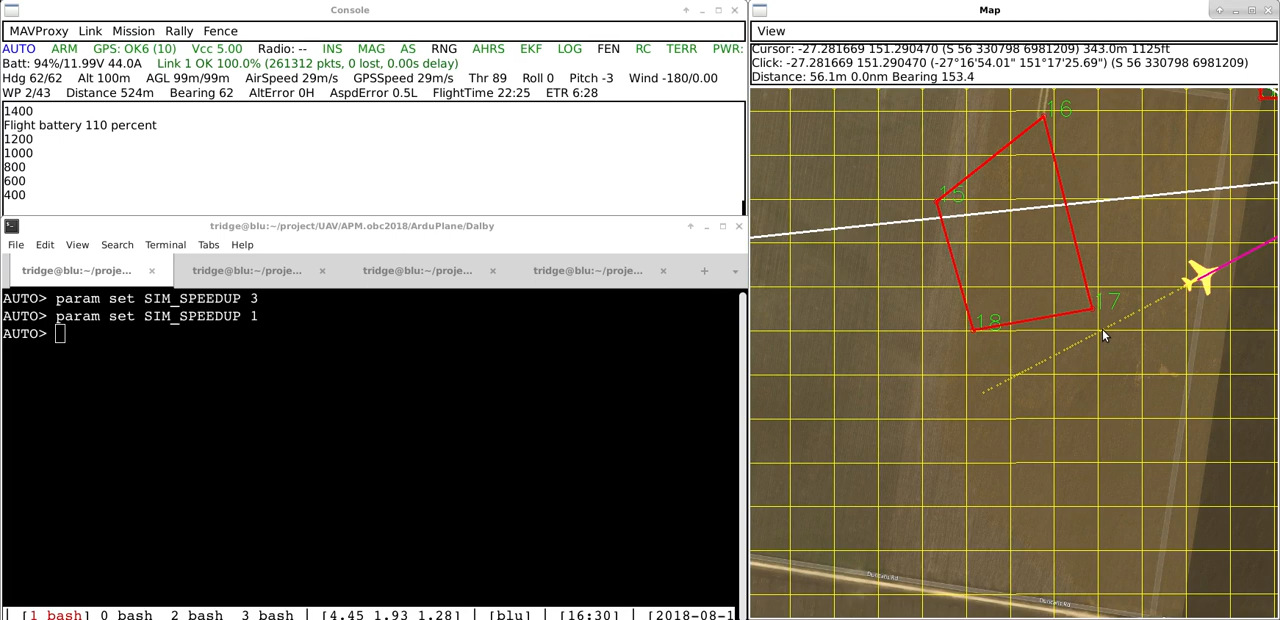 Console
MAVProxy Link Mission Rally Fence
AUTO ARM GPS: OK6 (10) Vcc 5.00 Radio: -- INS MAG AS RNG AHRS EKF LOG FEN RC TERR PWR:
Batt: 94%/11.99V 44.0A Link 1 OK 100.0% (261312 pkts, 0 lost, 0.00s delay)
Hdg 62/62 Alt 100m AGL 99m/99m AirSpeed 29m/s GPSSpeed 29m/s Thr 89 Roll 0 Pitch -3 Wind -180/0.00
WP 2/43 Distance 524m Bearing 62 AltError 0H AspdError 0.5L FlightTime 22:25 ETR 6:28
1400
Flight battery 110 percent
1200
1000
800
600
400
tridge@blu:~/project/UAV/APM.obc2018/ArduPlane/Dalby
File Edit View Search Terminal Tabs Help
tridge@blu:~/proje... × tridge@blu:~/proje... × tridge@blu:~/proje... × tridge@blu:~/proje... × +
AUTO> param set SIM_SPEEDUP 3
AUTO> param set SIM_SPEEDUP 1
AUTO>
| [1 bash] 0 bash 2 bash 3 bash | [4.45 1.93 1.28] | [blu] | [16:30] | [2018-08-1
Map
View
Cursor: -27.281669 151.290470 (S 56 330798 6981209) 343.0m 1125ft
Click: -27.281669 151.290470 (-27°16'54.01" 151°17'25.69") (S 56 330798 6981209)
Distance: 56.1m 0.0nm Bearing 153.4
16
15
17
18
Duncans Rd
Duncans Rd